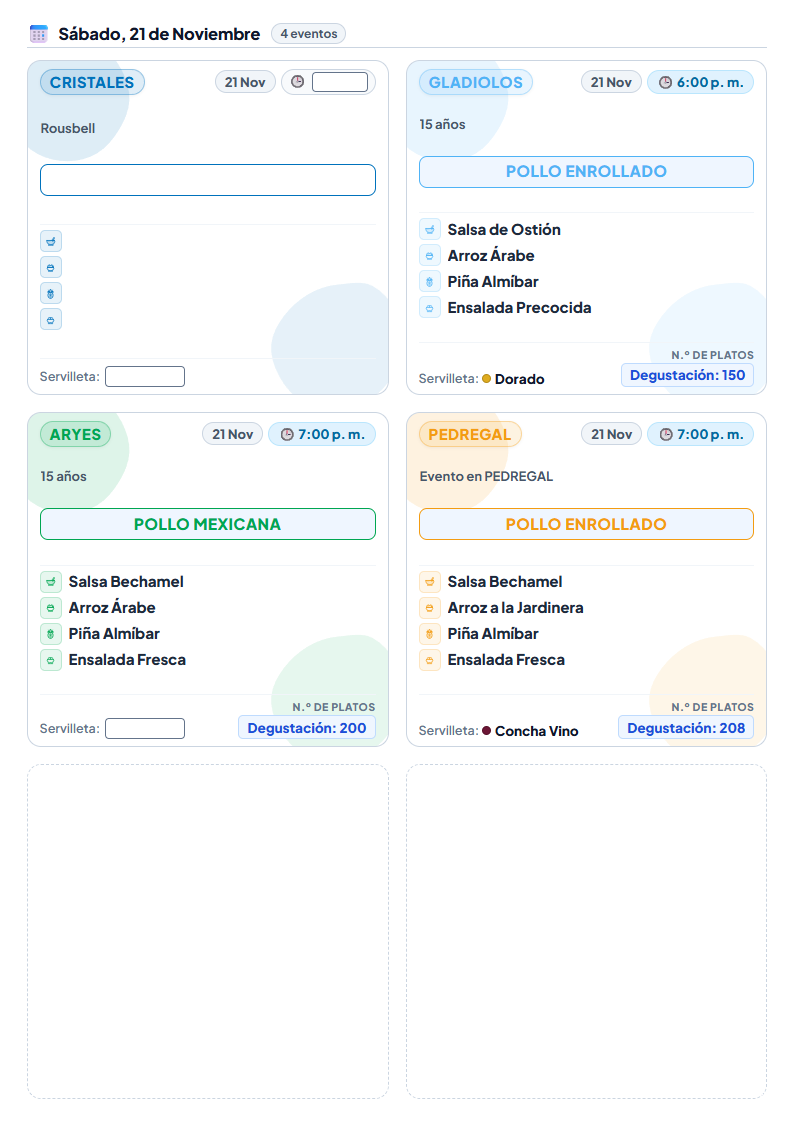 Sábado, 21 de Noviembre 4 eventos
CRISTALES 21 Nov
Rousbell
Servilleta:
GLADIOLOS 21 Nov 6:00 p. m.
15 años
POLLO ENROLLADO
Salsa de Ostión
Arroz Árabe
Piña Almíbar
Ensalada Precocida
N.º DE PLATOS
Servilleta: Dorado Degustación: 150
ARYES 21 Nov 7:00 p. m.
15 años
POLLO MEXICANA
Salsa Bechamel
Arroz Árabe
Piña Almíbar
Ensalada Fresca
N.º DE PLATOS
Servilleta: Degustación: 200
PEDREGAL 21 Nov 7:00 p. m.
Evento en PEDREGAL
POLLO ENROLLADO
Salsa Bechamel
Arroz a la Jardinera
Piña Almíbar
Ensalada Fresca
N.º DE PLATOS
Servilleta: Concha Vino Degustación: 208